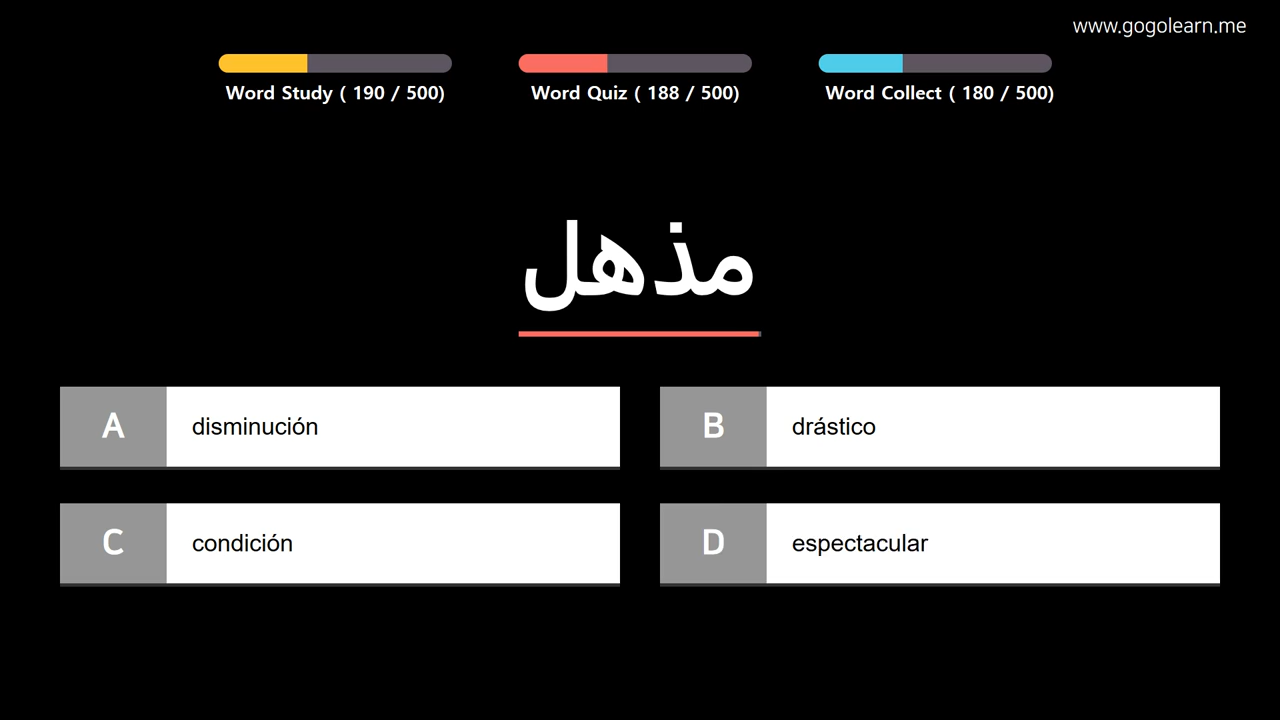 www.gogolearn.me
Word Study ( 190 / 500)
Word Quiz ( 188 / 500)
Word Collect ( 180 / 500)
مذهل
A disminución
B drástico
C condición
D espectacular